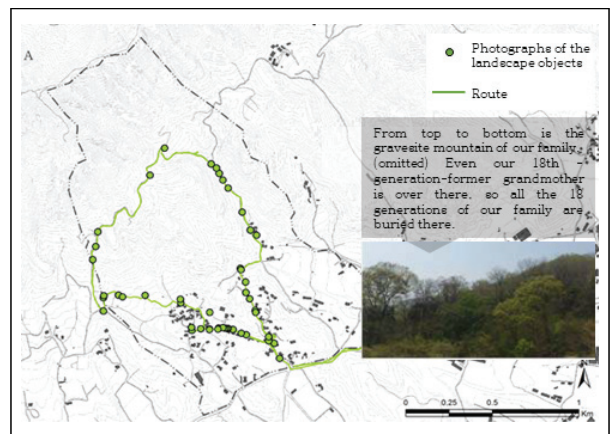 A
Photographs of the
landscape objects
Route
From top to bottom is the
gravesite mountain of our family.
(omitted) Even our 18th -
generation-former grandmother
is over there, so all the 18
generations of our family are
buried there.
0 0.25 0.5 1
Km